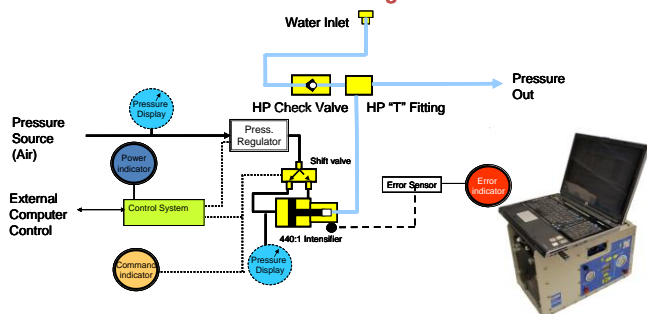 Water Inlet
Pressure
Display
HP Check Valve
HP "T" Fitting
Pressure
Out
Pressure
Source
(Air)
Press.
Regulator
Power
indicator
Shift valve
Error Sensor
Error
indicator
External
Computer
Control
Control System
440:1 Intensifier
Pressure
Display
Command
indicator